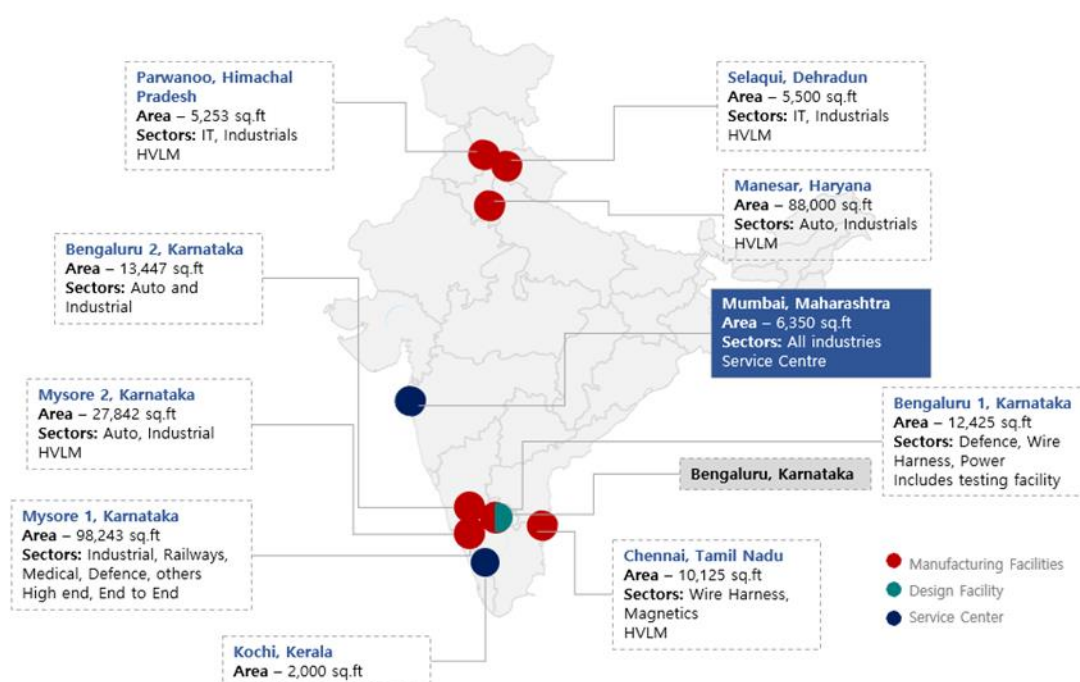 Parwanoo, Himachal
Pradesh
Area – 5,253 sq.ft
Sectors: IT, Industrials
HVLM
Selaqui, Dehradun
Area – 5,500 sq.ft
Sectors: IT, Industrials
HVLM
Manesar, Haryana
Area – 88,000 sq.ft
Sectors: Auto, Industrials
HVLM
Bengaluru 2, Karnataka
Area – 13,447 sq.ft
Sectors: Auto and
Industrial
Mumbai, Maharashtra
Area – 6,350 sq.ft
Sectors: All industries
Service Centre
Mysore 2, Karnataka
Area – 27,842 sq.ft
Sectors: Auto, Industrial
HVLM
Bengaluru 1, Karnataka
Area – 12,425 sq.ft
Sectors: Defence, Wire
Harness, Power
Includes testing facility
Bengaluru, Karnataka
Mysore 1, Karnataka
Area – 98,243 sq.ft
Sectors: Industrial, Railways,
Medical, Defence, others
High end, End to End
Chennai, Tamil Nadu
Area – 10,125 sq.ft
Sectors: Wire Harness,
Magnetics
HVLM
Manufacturing Facilities
Design Facility
Service Center
Kochi, Kerala
Area – 2,000 sq.ft